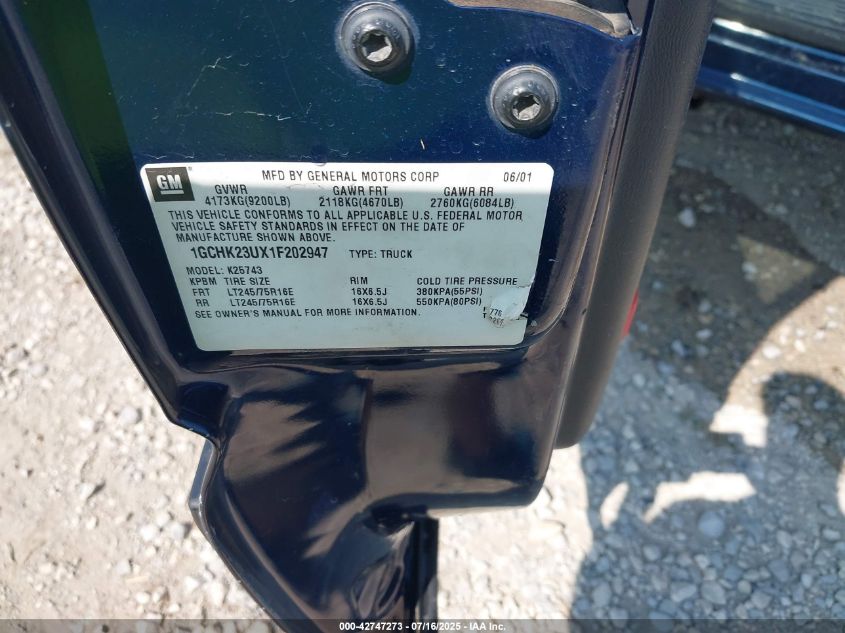 GM MFD BY GENERAL MOTORS CORP 06/01
GVWR GAWR FRT GAWR RR
4173KG(9200LB) 2118KG(4670LB) 2760KG(6084LB)
THIS VEHICLE CONFORMS TO ALL APPLICABLE U.S. FEDERAL MOTOR
VEHICLE SAFETY STANDARDS IN EFFECT ON THE DATE OF
MANUFACTURE SHOWN ABOVE.
1GCHK23UX1F202947 TYPE: TRUCK
MODEL: K25743
KPBM TIRE SIZE RIM COLD TIRE PRESSURE
FRT LT245/75R16E 16X6.5J 380KPA(55PSI)
RR LT245/75R16E 16X6.5J 550KPA(80PSI)
SEE OWNER'S MANUAL FOR MORE INFORMATION.
000-42747273 - 07/16/2025 - IAA Inc.